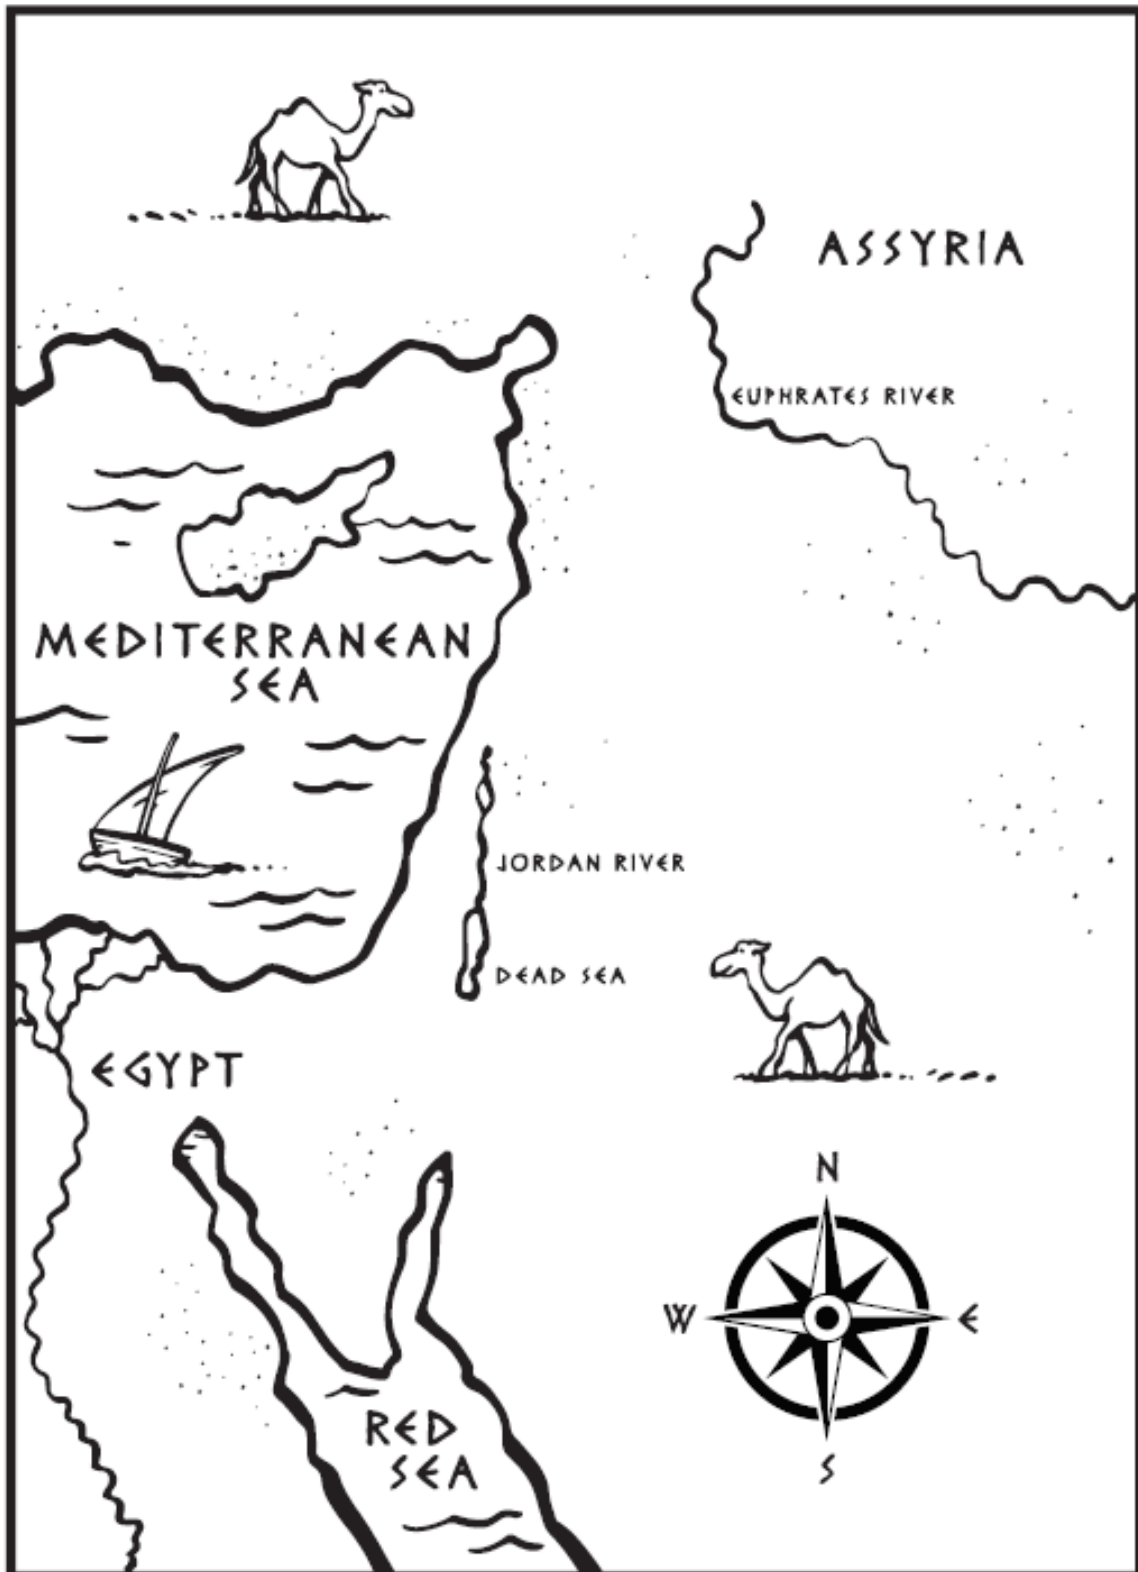 ASSYRIA
EUPHRATES RIVER
MEDITERRANEAN
SEA
JORDAN RIVER
DEAD SEA
EGYPT
N
W
E
S
RED
SEA